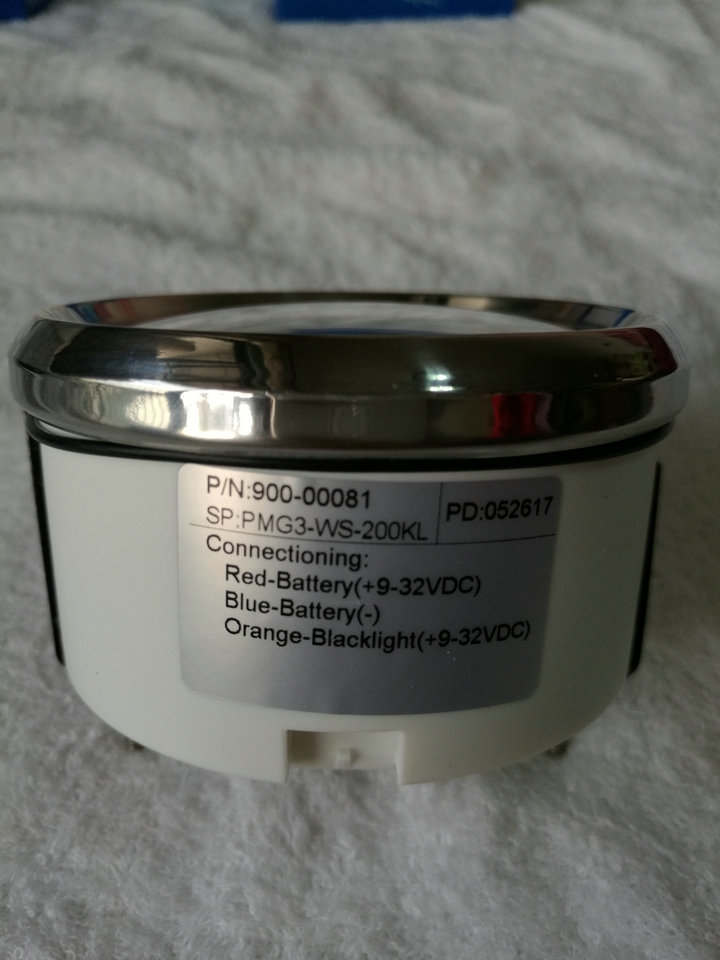 P/N:900-00081
SP:PMG3-WS-200KL
PD:052617
Connectioning:
Red-Battery(+9-32VDC)
Blue-Battery(-)
Orange-Blacklight(+9-32VDC)